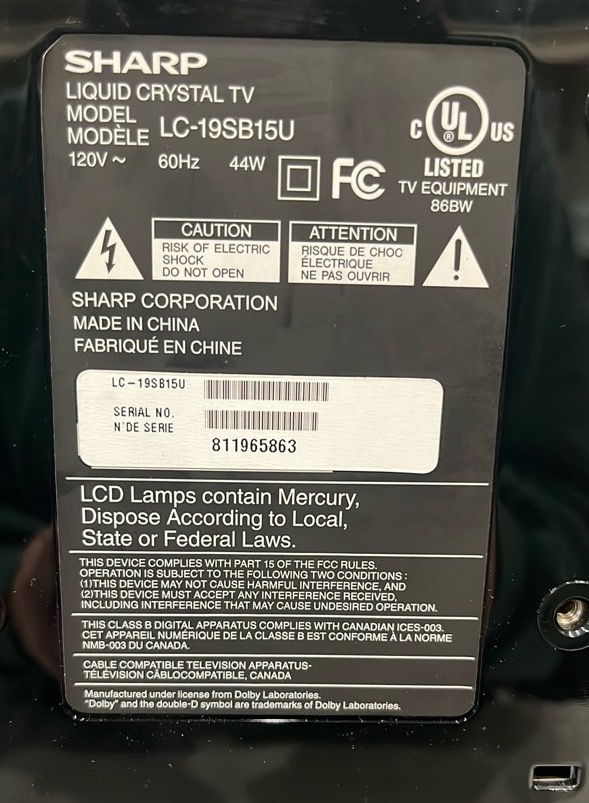 SHARP
LIQUID CRYSTAL TV
MODEL
MODÈLE LC-19SB15U
120V ~ 60Hz 44W
FC
C UL ® US
LISTED
TV EQUIPMENT
86BW
CAUTION
RISK OF ELECTRIC
SHOCK
DO NOT OPEN
ATTENTION
RISQUE DE CHOC
ÉLECTRIQUE
NE PAS OUVRIR
SHARP CORPORATION
MADE IN CHINA
FABRIQUÉ EN CHINE
LC-19SB15U
SERIAL NO.
N'DE SERIE
811965863
LCD Lamps contain Mercury,
Dispose According to Local,
State or Federal Laws.
THIS DEVICE COMPLIES WITH PART 15 OF THE FCC RULES.
OPERATION IS SUBJECT TO THE FOLLOWING TWO CONDITIONS :
(1)THIS DEVICE MAY NOT CAUSE HARMFUL INTERFERENCE, AND
(2)THIS DEVICE MUST ACCEPT ANY INTERFERENCE RECEIVED,
INCLUDING INTERFERENCE THAT MAY CAUSE UNDESIRED OPERATION.
THIS CLASS B DIGITAL APPARATUS COMPLIES WITH CANADIAN ICES-003.
CET APPAREIL NUMÉRIQUE DE LA CLASSE B EST CONFORME À LA NORME
NMB-003 DU CANADA.
CABLE COMPATIBLE TELEVISION APPARATUS-
TÉLÉVISION CÂBLOCOMPATIBLE, CANADA
Manufactured under license from Dolby Laboratories.
"Dolby" and the double-D symbol are trademarks of Dolby Laboratories.